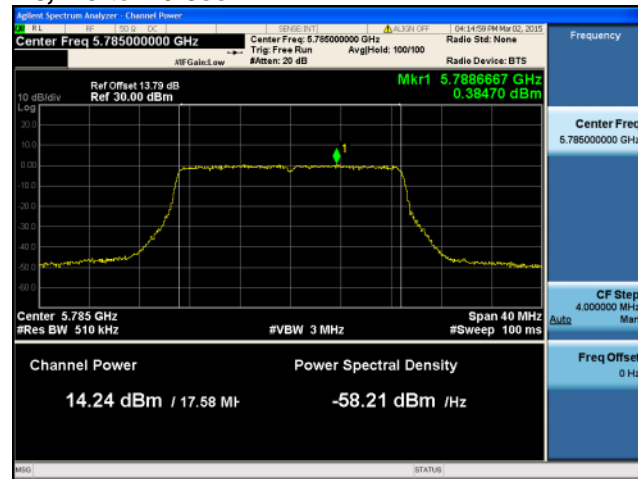 Agilent Spectrum Analyzer - Channel Power
RL RF 50 Ω DC SENSE:INT ALIGN OFF 04:14:59 PM Mar 02, 2015
Center Freq 5.785000000 GHz
Center Freq: 5.785000000 GHz
Radio Std: None
Trig: Free Run Avg|Hold: 100/100
#IFGain:Low #Atten: 20 dB Radio Device: BTS
Frequency
Ref Offset 13.79 dB
10 dB/div Ref 30.00 dBm
Mkr1 5.7886667 GHz
0.38470 dBm
Log
20.0
10.0
0.00
-10.0
-20.0
-30.0
-40.0
-50.0
-60.0
1
Center Freq
5.785000000 GHz
Center 5.785 GHz Span 40 MHz
#Res BW 510 kHz #VBW 3 MHz #Sweep 100 ms
CF Step
4.000000 MHz
Auto Man
Channel Power Power Spectral Density
14.24 dBm / 17.58 MH -58.21 dBm /Hz
Freq Offset
0 Hz
MSG STATUS